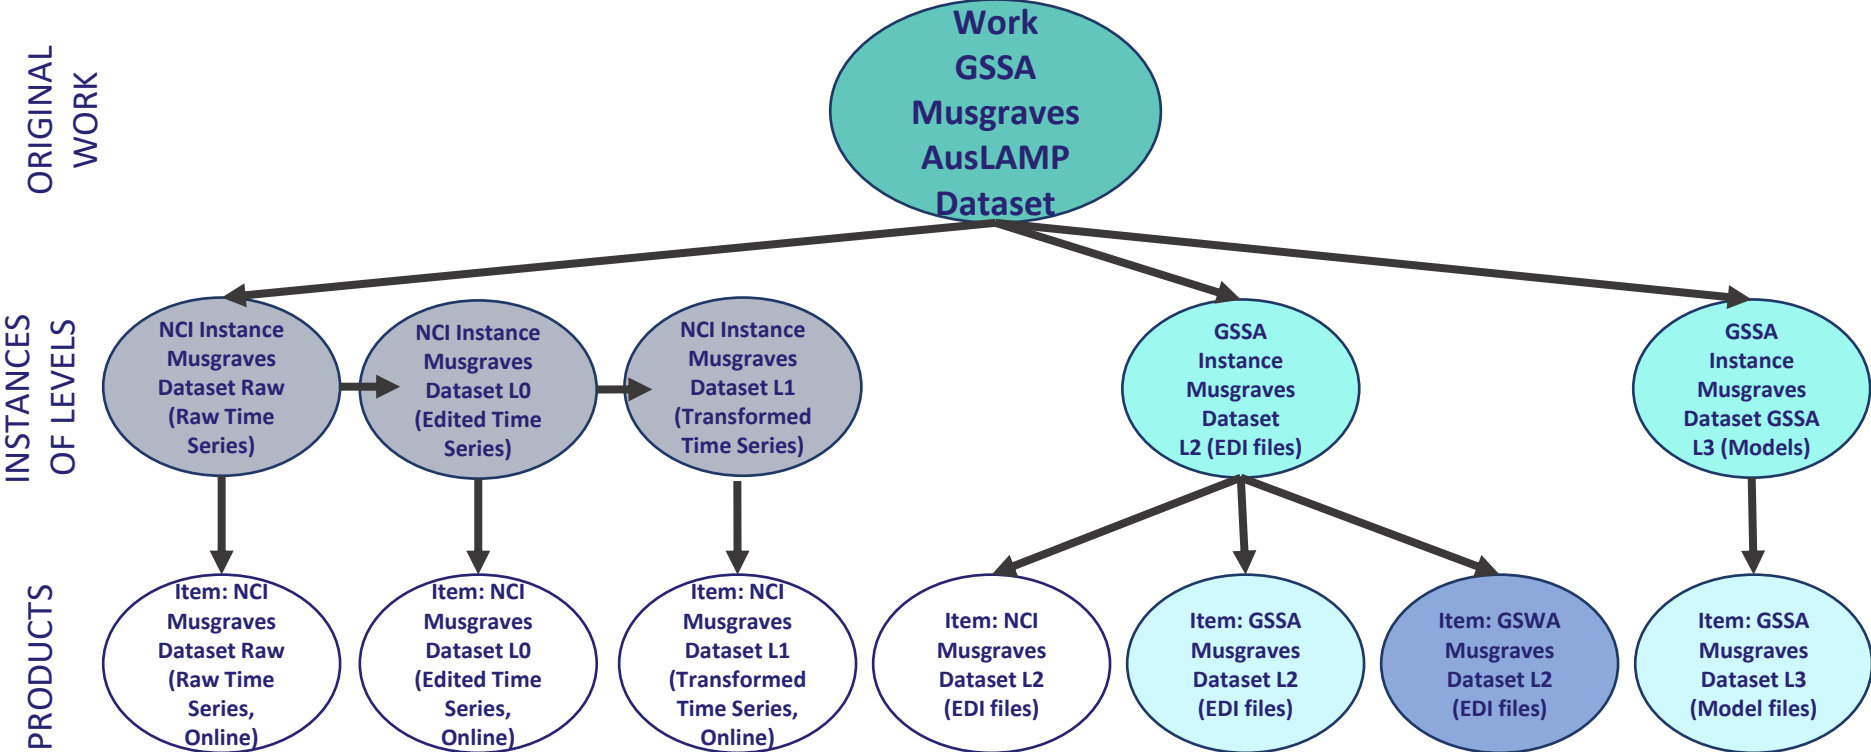 ORIGINAL
WORK
Work
GSSA
Musgraves
AusLAMP
Dataset
INSTANCES
OF LEVELS
NCI Instance
Musgraves
Dataset Raw
(Raw Time
Series)
NCI Instance
Musgraves
Dataset L0
(Edited Time
Series)
NCI Instance
Musgraves
Dataset L1
(Transformed
Time Series)
GSSA
Instance
Musgraves
Dataset
L2 (EDI files)
GSSA
Instance
Musgraves
Dataset GSSA
L3 (Models)
PRODUCTS
Item: NCI
Musgraves
Dataset Raw
(Raw Time
Series,
Online)
Item: NCI
Musgraves
Dataset L0
(Edited Time
Series,
Online)
Item: NCI
Musgraves
Dataset L1
(Transformed
Time Series,
Online)
Item: NCI
Musgraves
Dataset L2
(EDI files)
Item: GSSA
Musgraves
Dataset L2
(EDI files)
Item: GSWA
Musgraves
Dataset L2
(EDI files)
Item: GSSA
Musgraves
Dataset L3
(Model files)